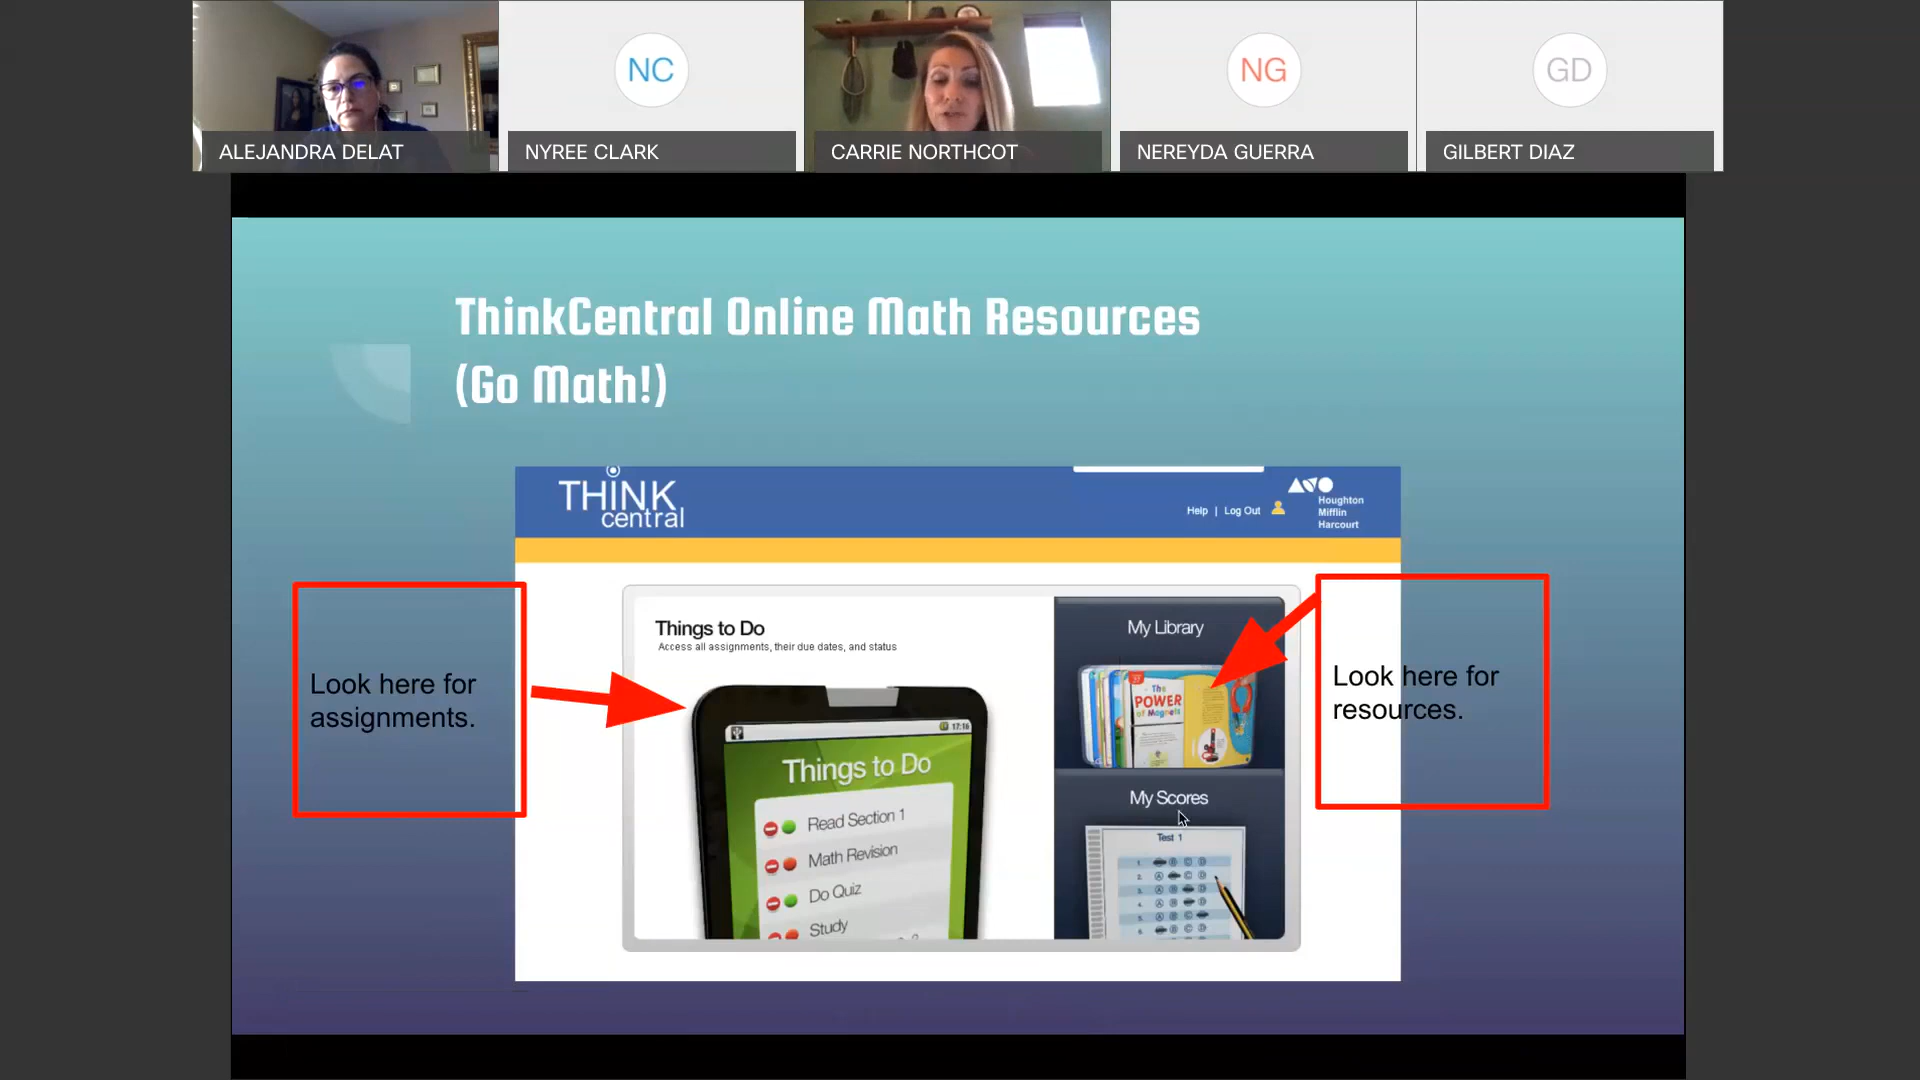 ALEJANDRA DELAT
NC
NYREE CLARK
CARRIE NORTHCOT
NG
NEREYDA GUERRA
GD
GILBERT DIAZ
ThinkCentral Online Math Resources
(Go Math!)
THINK
central
Help | Log Out
Houghton
Mifflin
Harcourt
Look here for
assignments.
Things to Do
Access all assignments, their due dates, and status
17:16
Things to Do
Read Section 1
Math Revision
Do Quiz
Study
My Library
The
POWER
of Magnets
My Scores
Test 1
Look here for
resources.